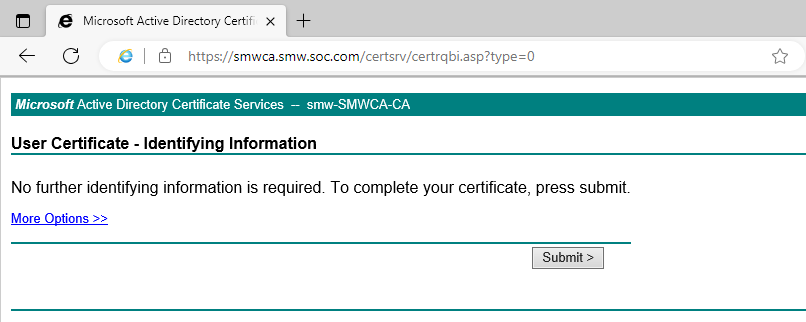 Microsoft Active Directory Certifi
https://smwca.smw.soc.com/certsrv/certrqbi.asp?type=0
Microsoft Active Directory Certificate Services -- smw-SMWCA-CA
User Certificate - Identifying Information
No further identifying information is required. To complete your certificate, press submit.
More Options >>
Submit >